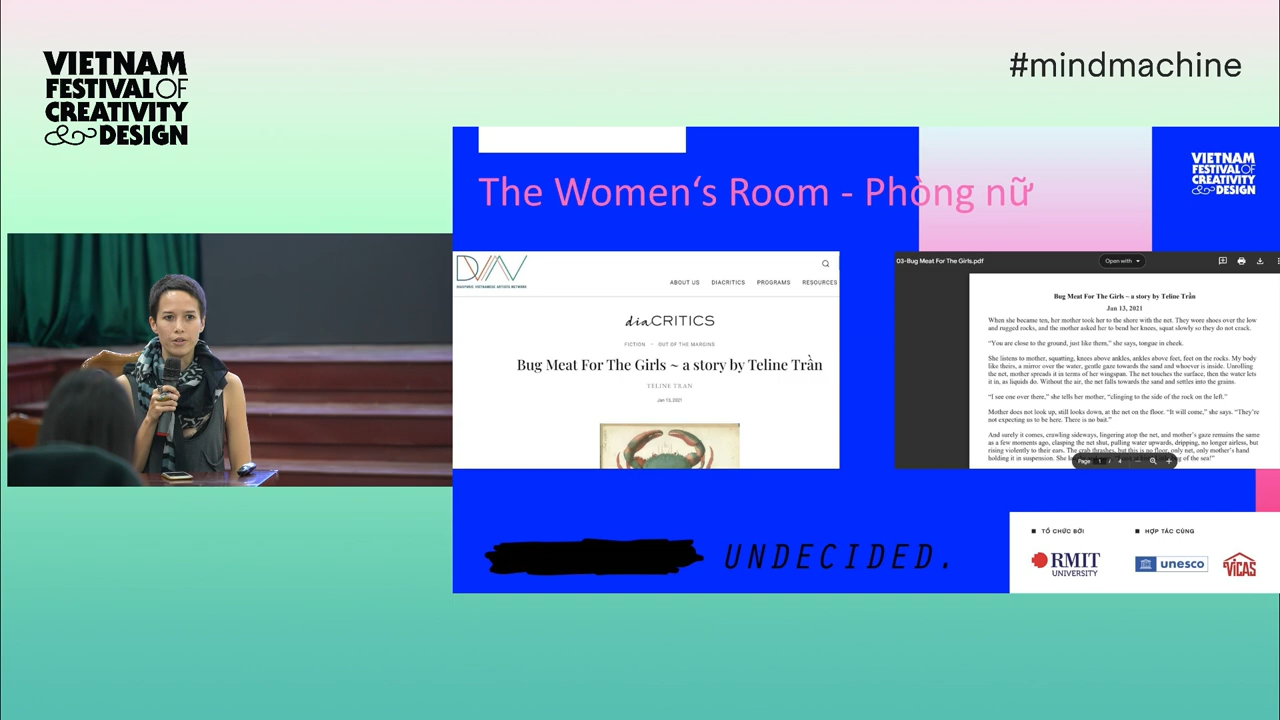 VIETNAM
FESTIVAL OF
CREATIVITY
& DESIGN
#mindmachine
The Women‘s Room - Phòng nữ
VIETNAM
FESTIVAL OF
CREATIVITY
& DESIGN
DVAN
DIASPORIC VIETNAMESE ARTISTS NETWORK
ABOUT US DIACRITICS PROGRAMS RESOURCES
diaCRITICS
FICTION – OUT OF THE MARGINS
Bug Meat For The Girls ~ a story by Teline Trần
TELINE TRAN
Jan 13, 2021
03-Bug Meat For The Girls.pdf
Open with
Bug Meat For The Girls ~ a story by Teline Trần
Jan 13, 2021
When she became ten, her mother took her to the shore with the net. They wore shoes over the low
and rugged rocks, and the mother asked her to bend her knees, squat slowly so they do not crack.
“You are close to the ground, just like them,” she says, tongue in cheek.
She listens to mother, squatting, knees above ankles, ankles above feet, feet on the rocks. My body
like theirs, a mirror over the water, gentle gaze towards the sand and whoever is inside. Unrolling
the net, mother spreads it in terms of her wingspan. The net touches the surface, then the water lets
it in, as liquids do. Without the air, the net falls towards the sand and settles into the grains.
“I see one over there,” she tells her mother, “clinging to the side of the rock on the left.”
Mother does not look up, still looks down, at the net on the floor. “It will come,” she says. “They’re
not expecting us to be here. There is no bait.”
And surely it comes, crawling sideways, lingering atop the net, and mother’s gaze remains the same
as a few moments ago, clasping the net shut, pulling water upwards, dripping, no longer airless, but
rising violently to their ears. The crab thrashes, but this is no floor, only net, only mother’s hand
holding it in suspension. She of the sea!”
Page 1 / 4
UNDECIDED.
TỔ CHỨC BỞI
HỢP TÁC CÙNG
RMIT
UNIVERSITY
unesco
VICAS